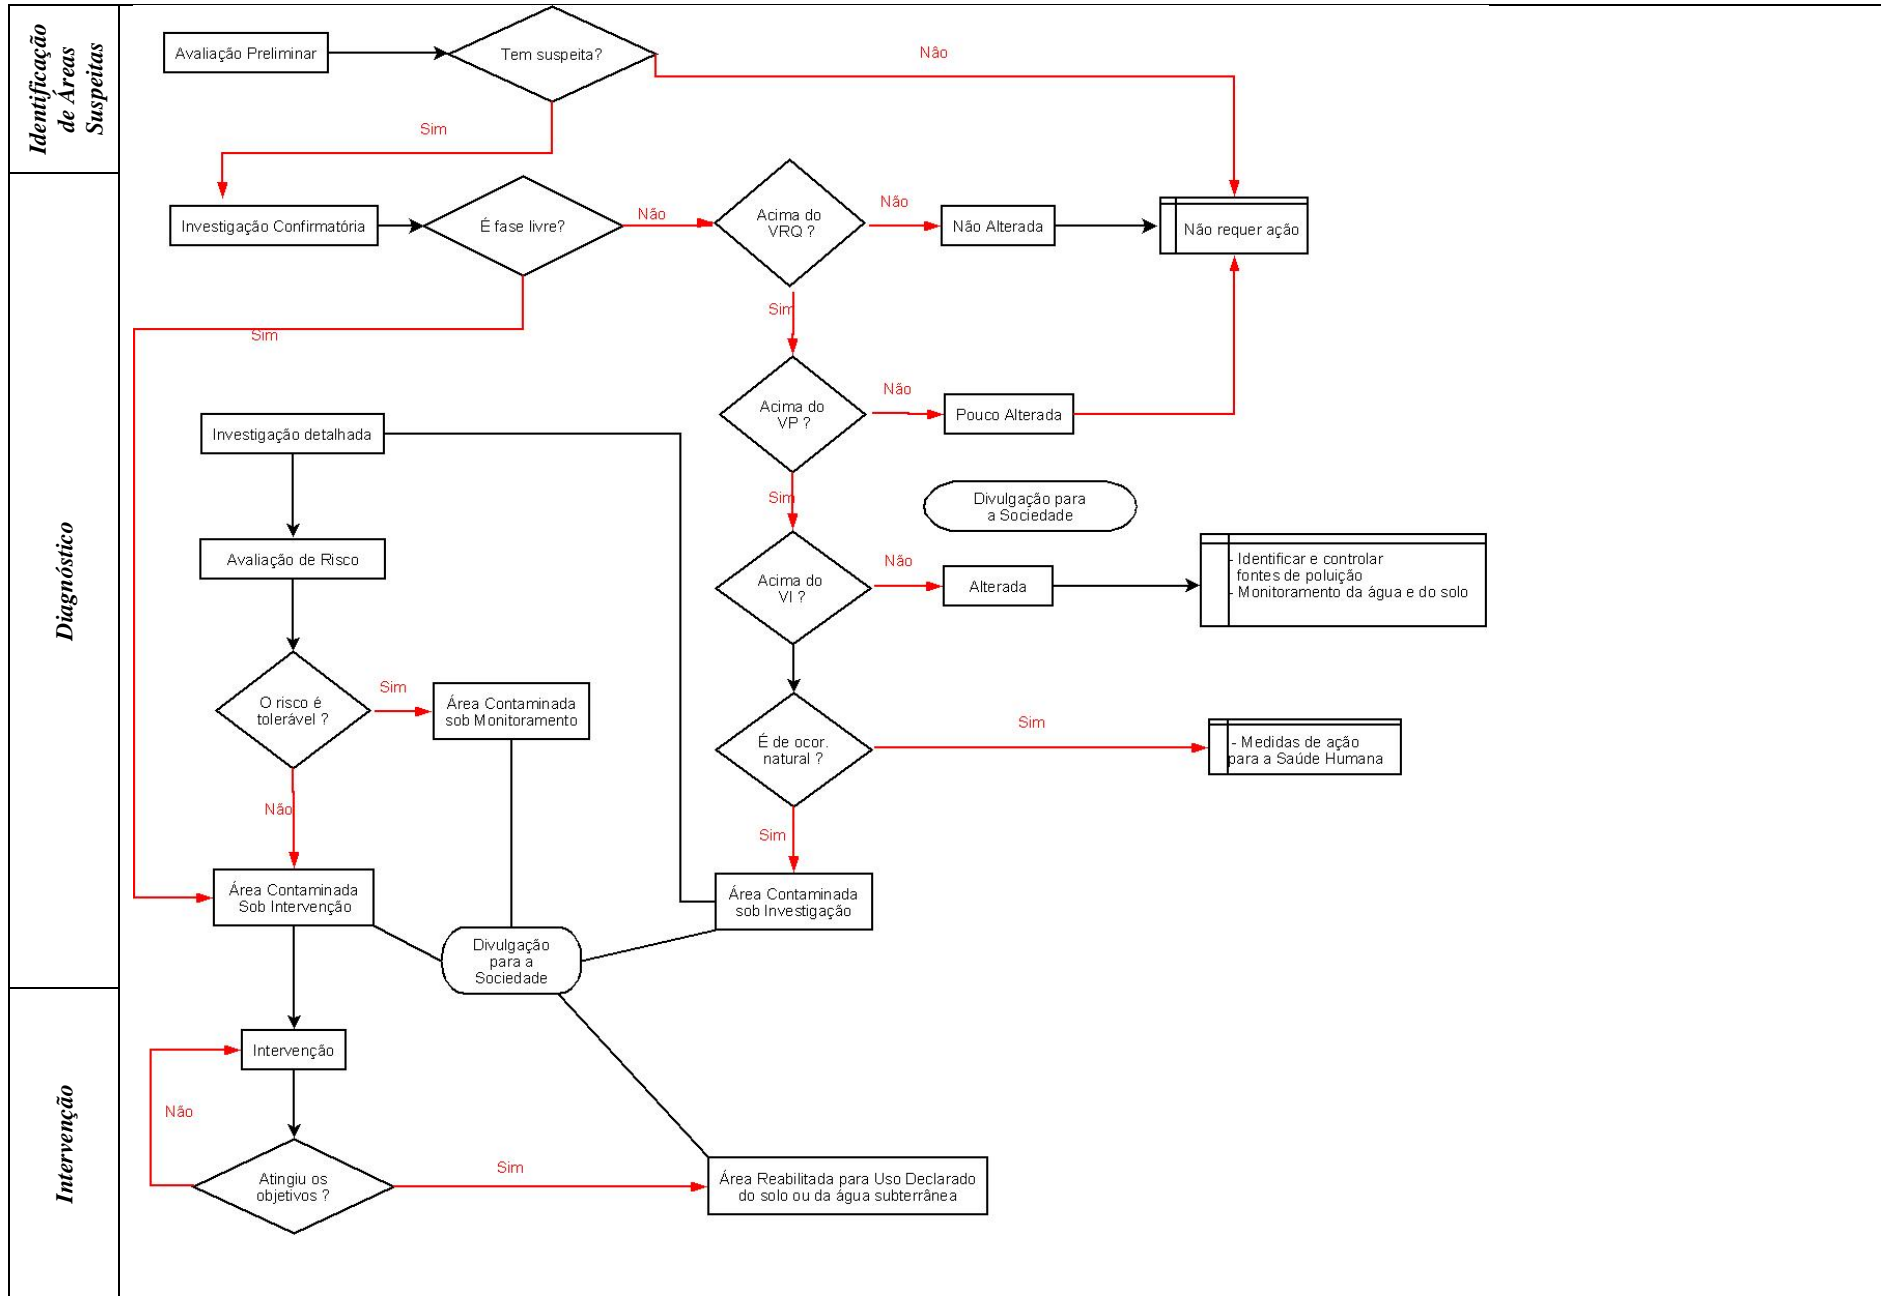 Identificação
de Áreas
Suspeitas
Avaliação Preliminar
Tem suspeita?
Não
Sim
Diagnóstico
Investigação Confirmatória
É fase livre?
Não
Acima do
VRQ ?
Não
Não Alterada
Não requer ação
Sim
Sim
Acima do
VP ?
Não
Pouco Alterada
Investigação detalhada
Sim
Divulgação para
a Sociedade
Avaliação de Risco
Acima do
VI ?
Não
Alterada
- Identificar e controlar
fontes de poluição
- Monitoramento da água e do solo
O risco é
tolerável ?
Sim
Área Contaminada
sob Monitoramento
É de ocor.
natural ?
Sim
- Medidas de ação
para a Saúde Humana
Não
Sim
Área Contaminada
Sob Intervenção
Área Contaminada
sob Investigação
Divulgação
para a
Sociedade
Intervenção
Intervenção
Não
Atingiu os
objetivos ?
Sim
Área Reabilitada para Uso Declarado
do solo ou da água subterrânea